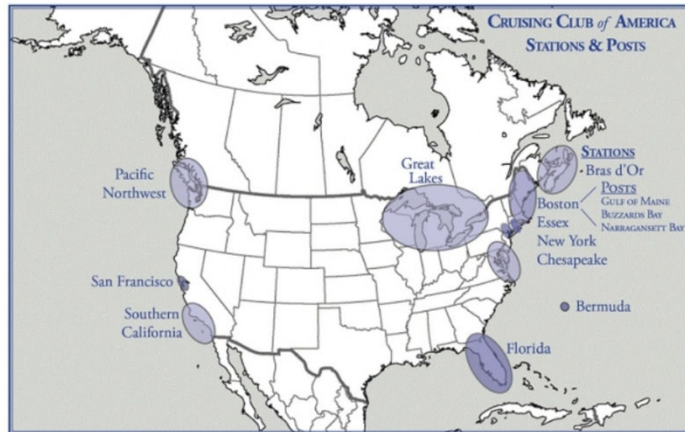 CRUISING CLUB of AMERICA
STATIONS & POSTS
Pacific
Northwest
Great
Lakes
STATIONS
Bras d'Or
Boston
POSTS
GULF OF MAINE
BUZZARDS BAY
NARRAGANSETT BAY
Essex
New York
Chesapeake
San Francisco
Southern
California
Bermuda
Florida